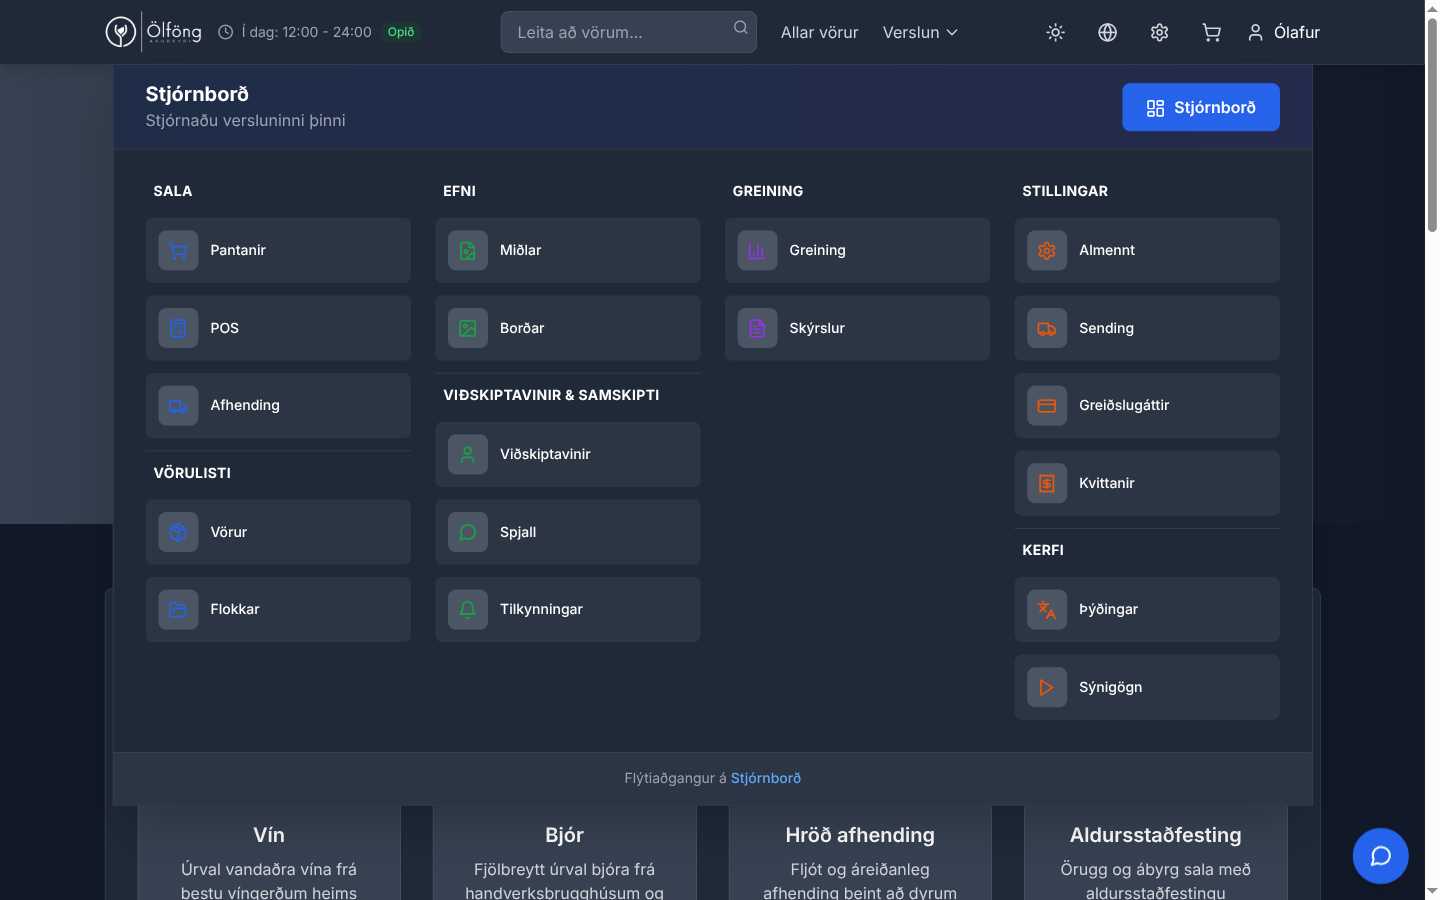 Ölföng
Í dag: 12:00 - 24:00
Opið
Leita að vörum...
Allar vörur
Verslun
Ólafur
Stjórnborð
Stjórnaðu versluninni þinni
Stjórnborð
SALA
Pantanir
POS
Afhending
VÖRULISTI
Vörur
Flokkar
EFNI
Miðlar
Borðar
VIÐSKIPTAVINIR & SAMSKIPTI
Viðskiptavinir
Spjall
Tilkynningar
GREINING
Greining
Skýrslur
STILLINGAR
Almennt
Sending
Greiðslugáttir
Kvittanir
KERFI
Þýðingar
Sýnigögn
Flýtiaðgangur á Stjórnborð
Vín
Úrval vandaðra vína frá
bestu víngerðum heims
Bjór
Fjölbreytt úrval bjóra frá
handverksbrugghúsum og
Hröð afhending
Fljót og áreiðanleg
afhending beint að dyrum
Aldursstaðfesting
Örugg og ábyrg sala með
aldursstaðfestingu